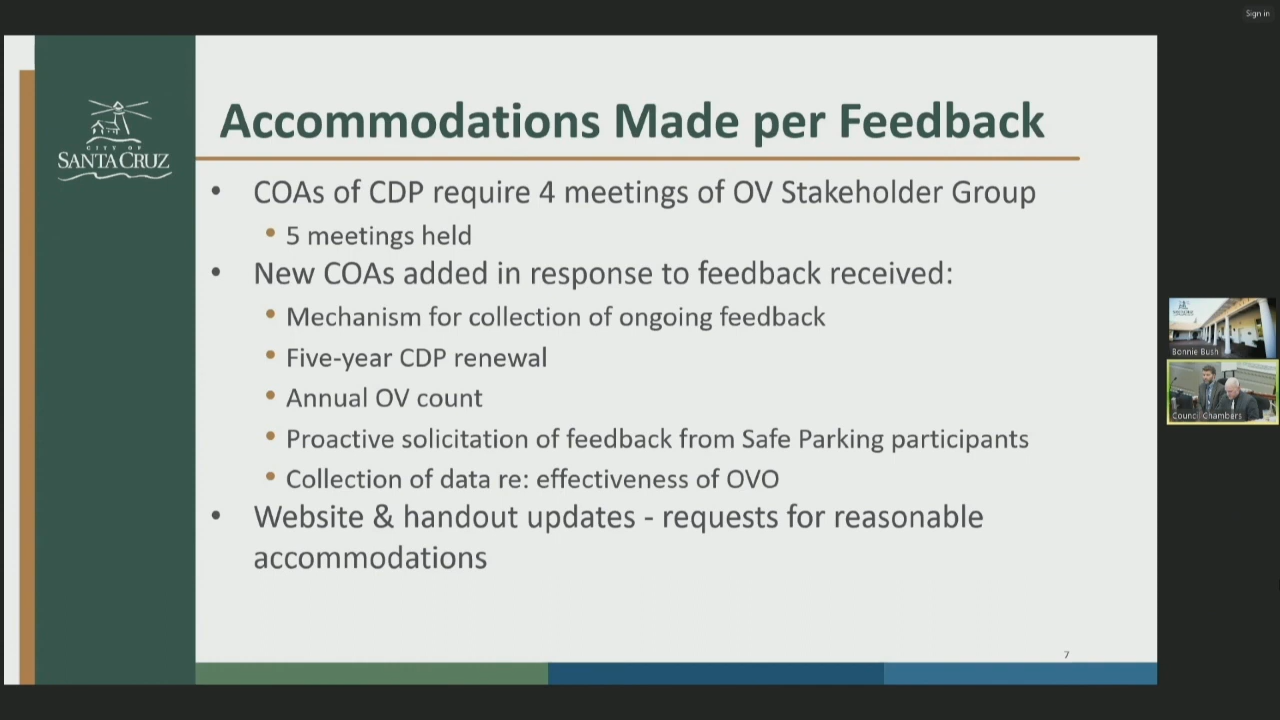 Sign in
CITY OF
SANTA CRUZ
Accommodations Made per Feedback
• COAs of CDP require 4 meetings of OV Stakeholder Group
• 5 meetings held
• New COAs added in response to feedback received:
• Mechanism for collection of ongoing feedback
• Five-year CDP renewal
• Annual OV count
• Proactive solicitation of feedback from Safe Parking participants
• Collection of data re: effectiveness of OVO
• Website & handout updates - requests for reasonable
accommodations
7
Bonnie Bush
Council Chambers